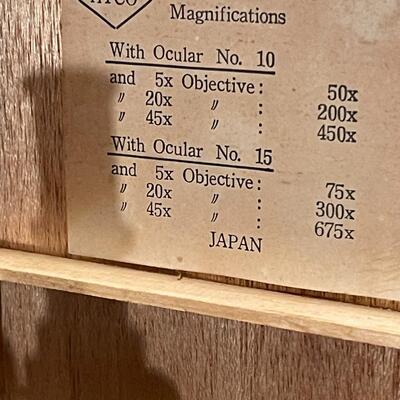 Magnifications
With Ocular No. 10
and 5x Objective : 50x
〃 20x 〃 : 200x
〃 45x 〃 : 450x
With Ocular No. 15
and 5x Objective : 75x
〃 20x 〃 : 300x
〃 45x 〃 : 675x
JAPAN